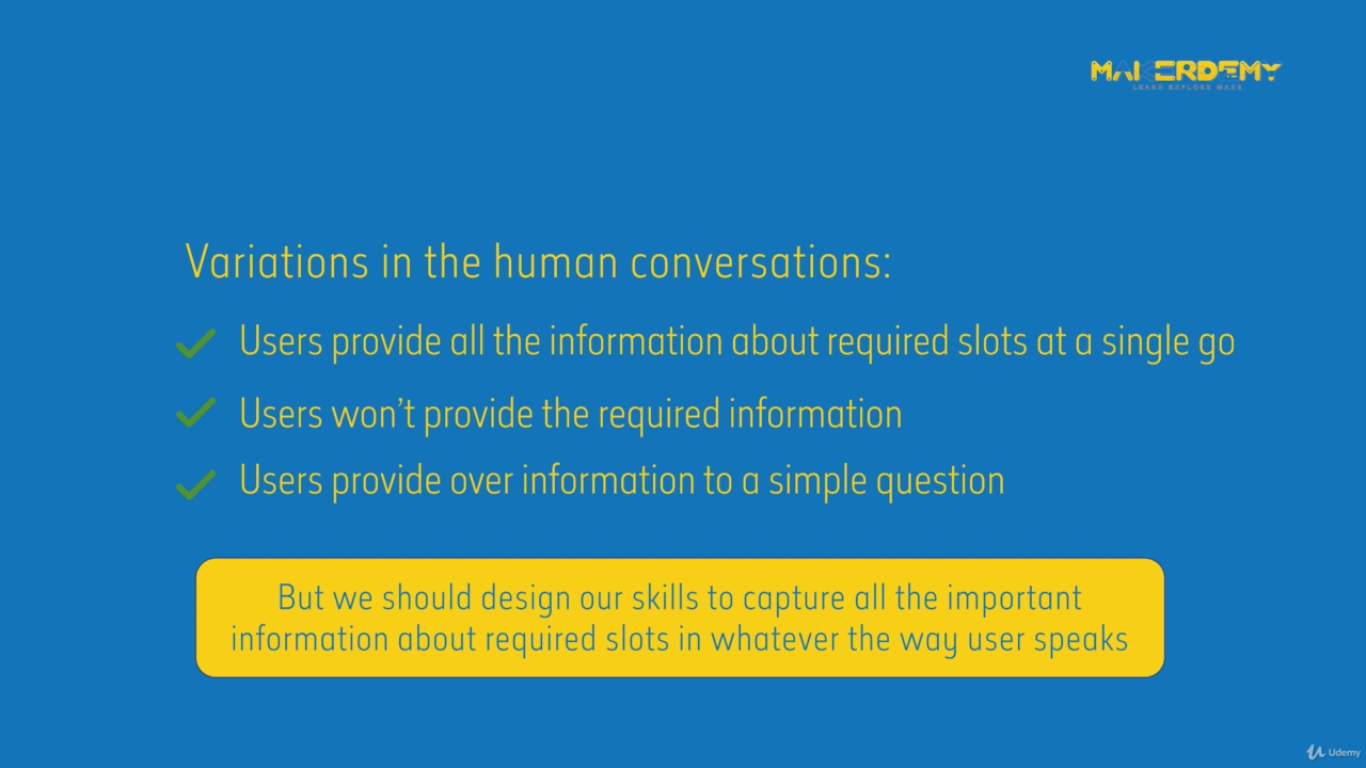 MAKERDEMY
LEARN EXPLORE MAKE
Variations in the human conversations:
Users provide all the information about required slots at a single go
Users won't provide the required information
Users provide over information to a simple question
But we should design our skills to capture all the important
information about required slots in whatever the way user speaks
Udemy